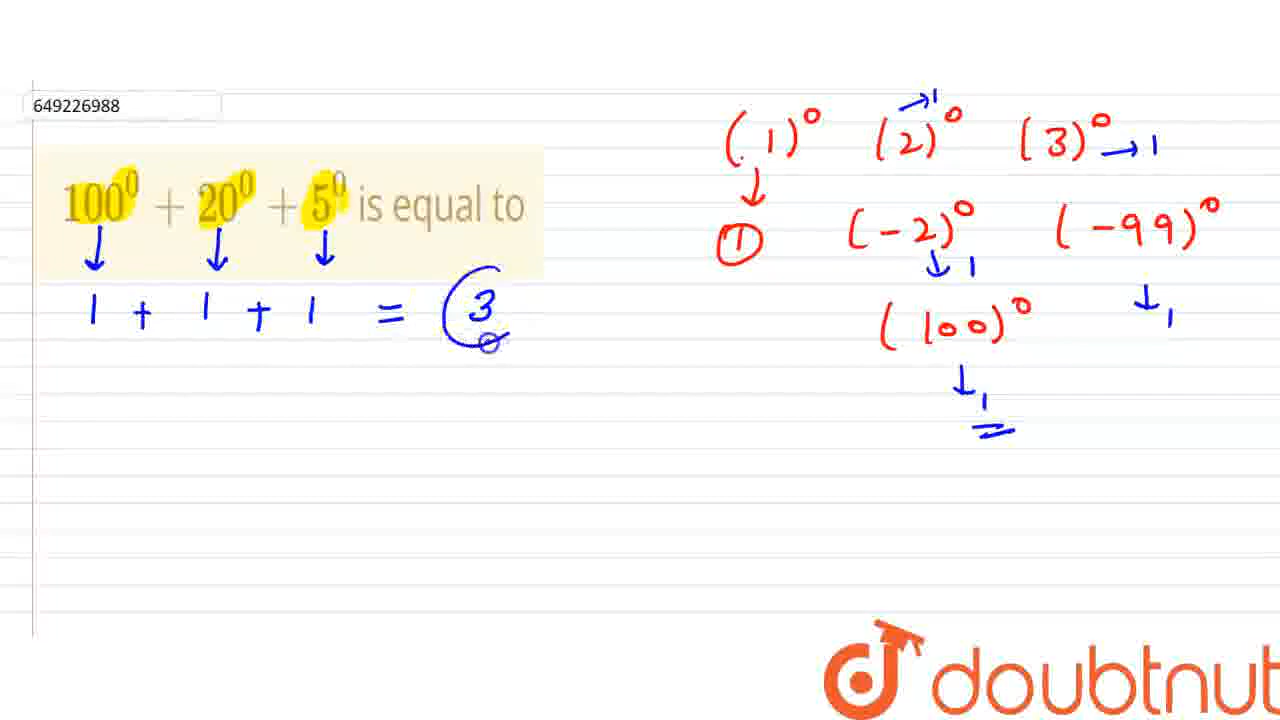 649226988
100⁰ + 20⁰ + 5⁰ is equal to
1 + 1 + 1 = 3
(1)⁰ (2)⁰ → 1 (3)⁰ → 1
↓ 1
(-2)⁰ ↓ 1 (-99)⁰ ↓ 1
(100)⁰
↓ 1
doubtnut